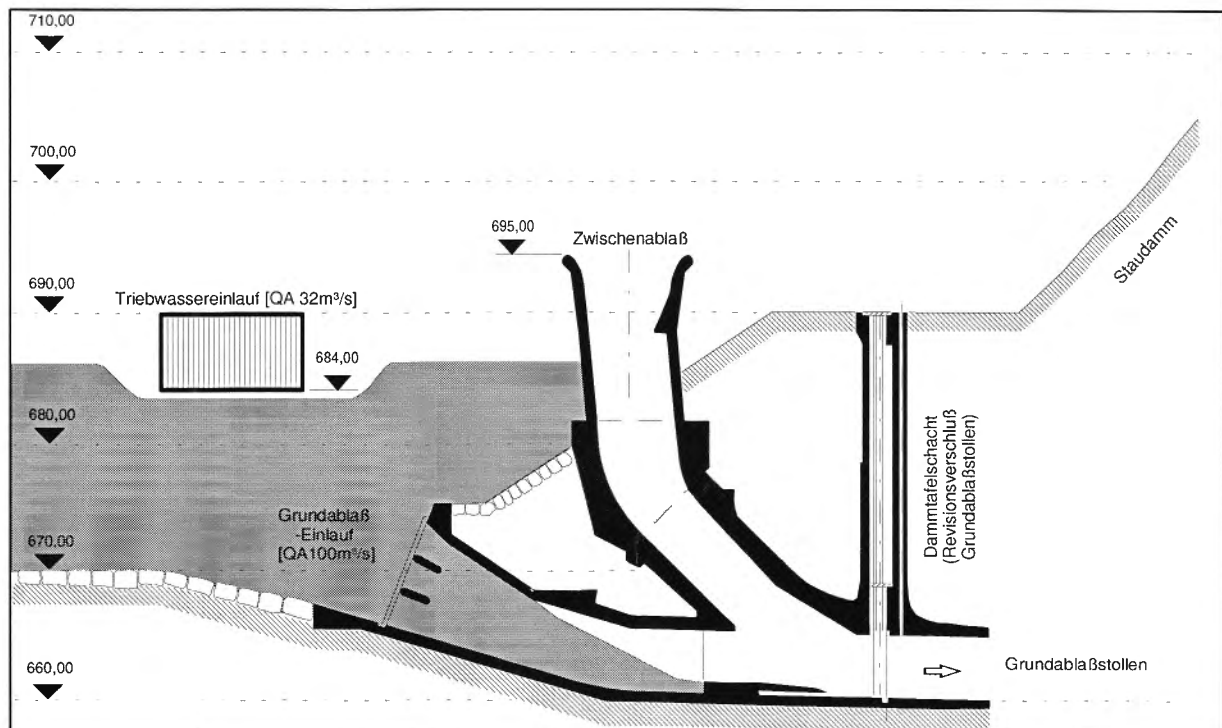 710,00
700,00
695,00
Zwischenablaß
690,00
Triebwassereinlauf [QA 32m³/s]
684,00
Staudamm
680,00
Dammtafelschacht
(Revisionsverschluß
Grundablaßstollen)
Grundablaß
-Einlauf
[QA100m³/s]
670,00
660,00
Grundablaßstollen